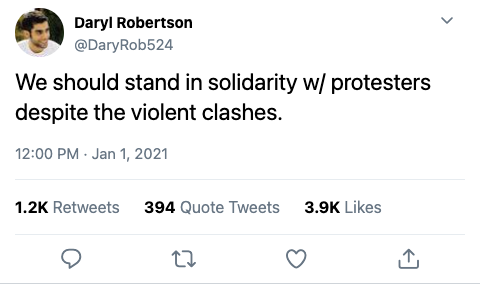 Daryl Robertson
@DaryRob524
We should stand in solidarity w/ protesters
despite the violent clashes.
12:00 PM · Jan 1, 2021
1.2K Retweets 394 Quote Tweets 3.9K Likes